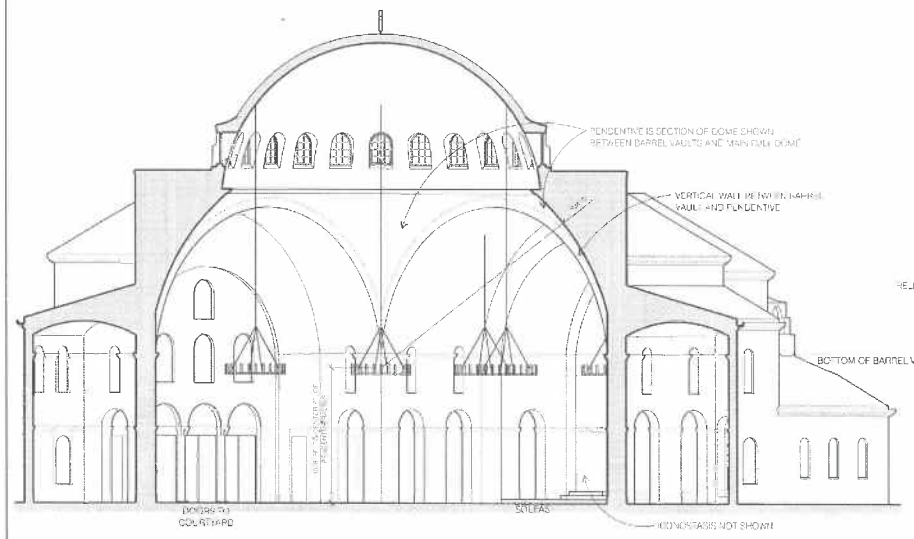 PENDENTIVE IS SECTION OF DOME SHOWN
BETWEEN BARREL VAULTS AND MAIN FULL DOME
VERTICAL WALL BETWEEN BARREL
VAULT AND PENDENTIVE
BOTTOM OF BARREL V
DOORS TO
COURTYARD
SOLEAS
ICONOSTASIS NOT SHOWN